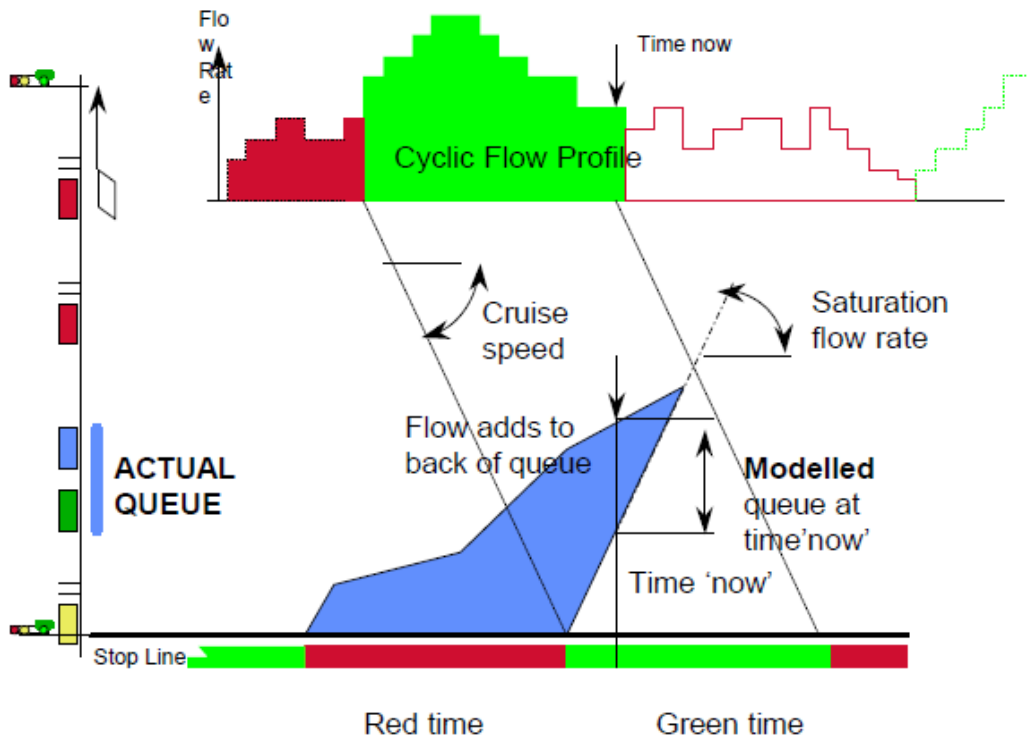 Flo
w
Rat
e
Time now
Cyclic Flow Profile
Cruise
speed
Saturation
flow rate
Flow adds to
back of queue
ACTUAL
QUEUE
Modelled
queue at
time'now'
Time ‘now’
Stop Line
Red time
Green time